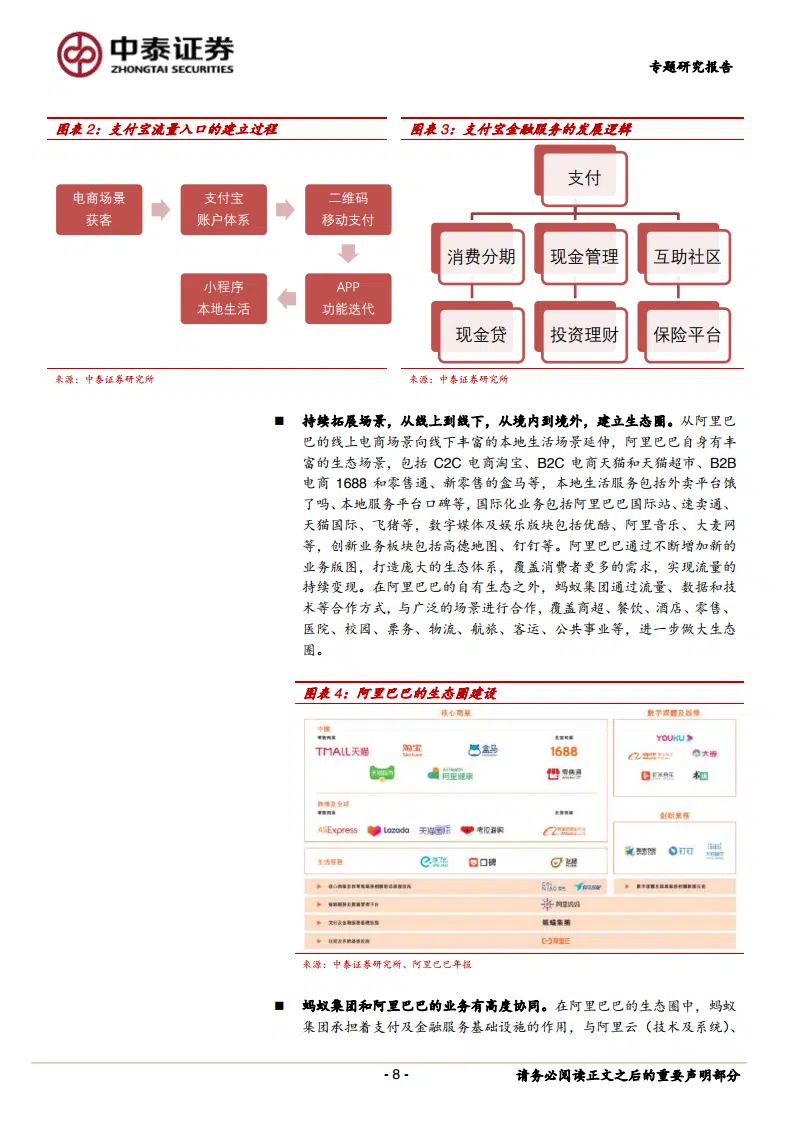 中泰证券
ZHONGTAI SECURITIES
专题研究报告
图表 2：支付宝流量入口的建立过程
电商场景
获客
支付宝
账户体系
二维码
移动支付
小程序
本地生活
APP
功能迭代
来源：中泰证券研究所
图表 3：支付宝金融服务的发展逻辑
支付
消费分期
现金管理
互助社区
现金贷
投资理财
保险平台
来源：中泰证券研究所
■ 持续拓展场景，从线上到线下，从境内到境外，建立生态圈。从阿里巴
巴的线上电商场景向线下丰富的本地生活场景延伸，阿里巴巴自身有丰
富的生态场景，包括 C2C 电商淘宝、B2C 电商天猫和天猫超市、B2B
电商 1688 和零售通、新零售的盒马等，本地生活服务包括外卖平台饿
了吗、本地服务平台口碑等，国际化业务包括阿里巴巴国际站、速卖通、
天猫国际、飞猪等，数字媒体及娱乐版块包括优酷、阿里音乐、大麦网
等，创新业务板块包括高德地图、钉钉等。阿里巴巴通过不断增加新的
业务版图，打造庞大的生态体系，覆盖消费者更多的需求，实现流量的
持续变现。在阿里巴巴的自有生态之外，蚂蚁集团通过流量、数据和技
术等合作方式，与广泛的场景进行合作，覆盖商超、餐饮、酒店、零售、
医院、校园、票务、物流、航旅、客运、公共事业等，进一步做大生态
圈。
图表 4：阿里巴巴的生态圈建设
核心商业
数字媒體及娛樂
中國
TMALL天猫
淘宝
盒马
1688
天猫超市
阿里健康
零售通
YOUKU
大麦
創新業務
AliExpress
Lazada
天猫国际
考拉海购
钉钉
生活服務
饿了么
口碑
飞猪
阿里妈妈
螞蟻集團
阿里云
来源：中泰证券研究所、阿里巴巴年报
■ 蚂蚁集团和阿里巴巴的业务有高度协同。在阿里巴巴的生态圈中，蚂蚁
集团承担着支付及金融服务基础设施的作用，与阿里云（技术及系统）、
- 8 -
请务必阅读正文之后的重要声明部分